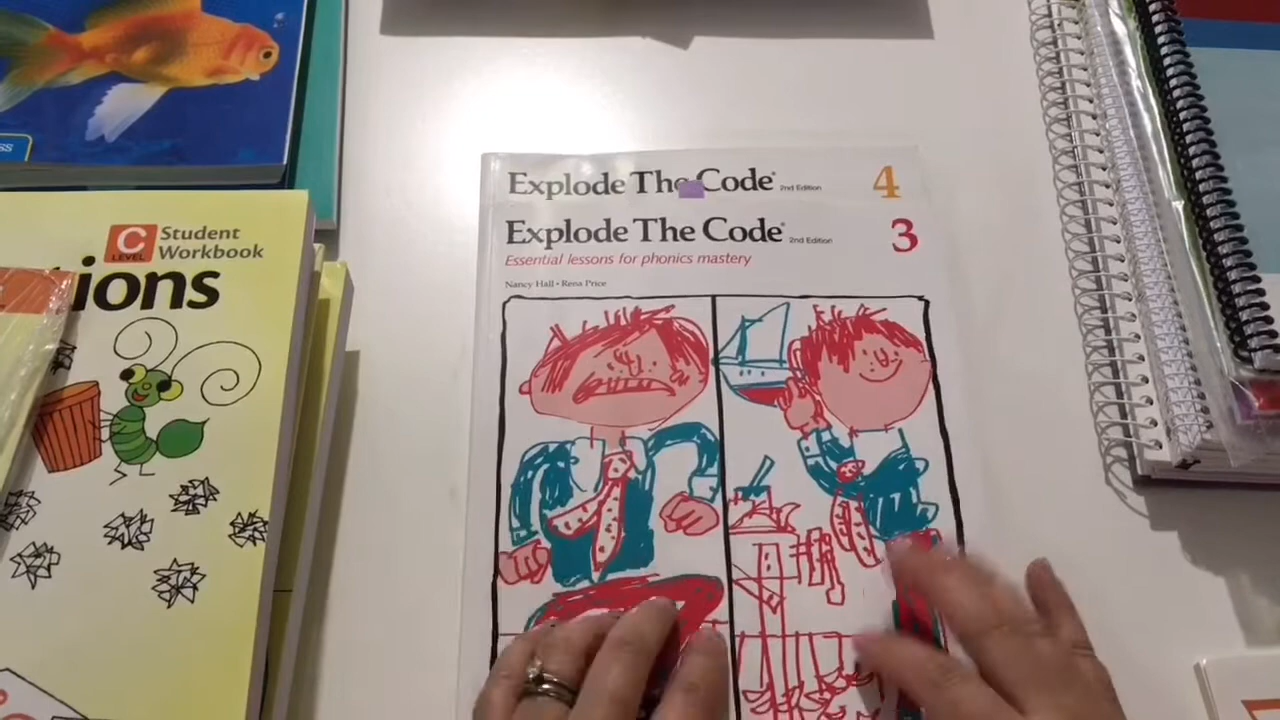 Explode The Code® 2nd Edition 4
Explode The Code® 2nd Edition 3
Essential lessons for phonics mastery
Nancy Hall • Rena Price
C LEVEL
Student
Workbook
ions